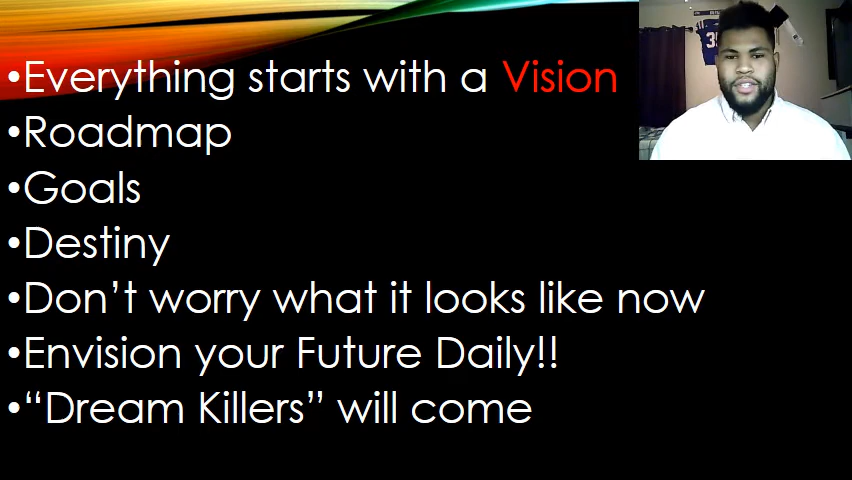 •Everything starts with a Vision
•Roadmap
•Goals
•Destiny
•Don’t worry what it looks like now
•Envision your Future Daily!!
•“Dream Killers” will come